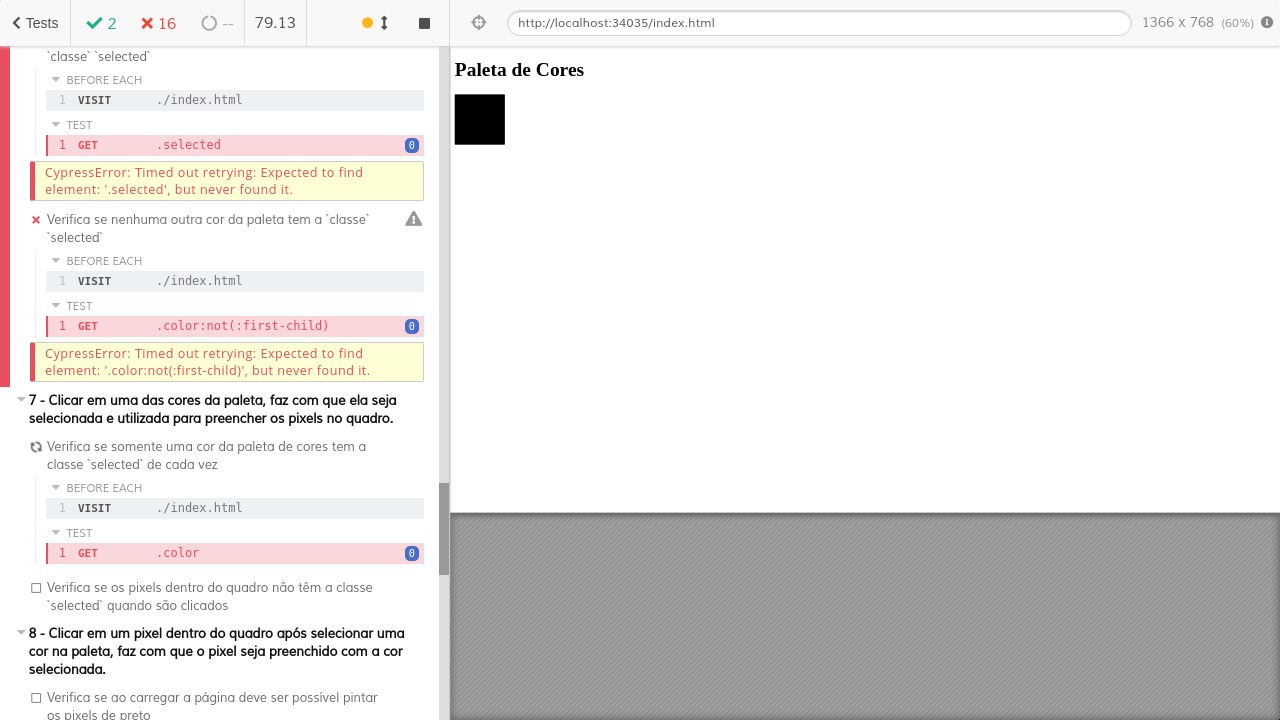 Tests 2 16 -- 79.13 http://localhost:34035/index.html 1366 x 768 (60%)
`classe` `selected`
BEFORE EACH
1 VISIT ./index.html
TEST
1 GET .selected 0
CypressError: Timed out retrying: Expected to find
element: '.selected', but never found it.
Verifica se nenhuma outra cor da paleta tem a `classe`
`selected`
BEFORE EACH
1 VISIT ./index.html
TEST
1 GET .color:not(:first-child) 0
CypressError: Timed out retrying: Expected to find
element: '.color:not(:first-child)', but never found it.
7 - Clicar em uma das cores da paleta, faz com que ela seja
selecionada e utilizada para preencher os pixels no quadro.
Verifica se somente uma cor da paleta de cores tem a
classe `selected` de cada vez
BEFORE EACH
1 VISIT ./index.html
TEST
1 GET .color 0
Verifica se os pixels dentro do quadro não têm a classe
`selected` quando são clicados
8 - Clicar em um pixel dentro do quadro após selecionar uma
cor na paleta, faz com que o pixel seja preenchido com a cor
selecionada.
Verifica se ao carregar a página deve ser possível pintar
os pixels de preto
Paleta de Cores